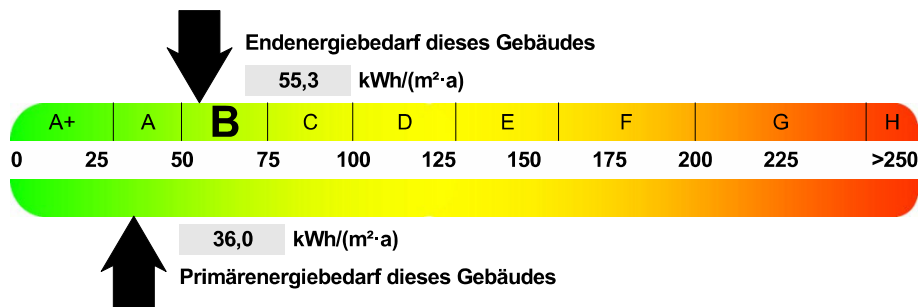 Endenergiebedarf dieses Gebäudes
55,3 kWh/(m²·a)
A+ A B C D E F G H
0 25 50 75 100 125 150 175 200 225 >250
36,0 kWh/(m²·a)
Primärenergiebedarf dieses Gebäudes